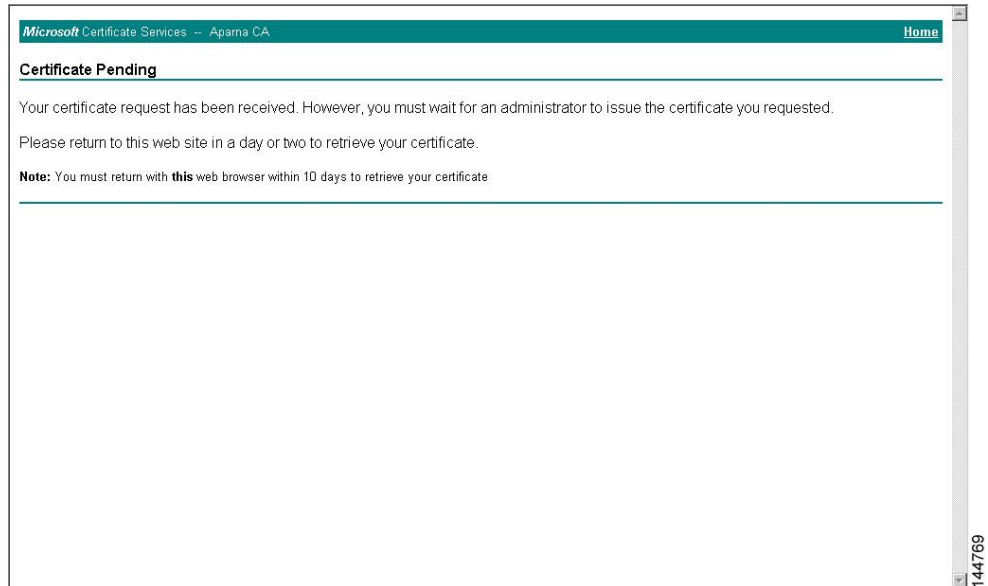 Microsoft Certificate Services -- Aparna CA Home
Certificate Pending
Your certificate request has been received. However, you must wait for an administrator to issue the certificate you requested.
Please return to this web site in a day or two to retrieve your certificate.
Note: You must return with this web browser within 10 days to retrieve your certificate
144769